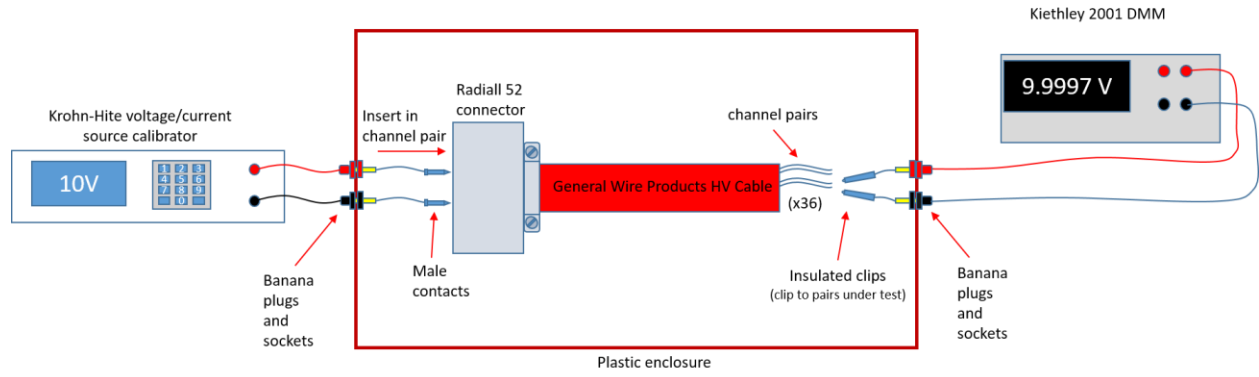 Kiethley 2001 DMM
9.9997 V
Krohn-Hite voltage/current
source calibrator
10V
1 2 3
4 5 6
7 8 9
0
Insert in
channel pair
Radiall 52
connector
channel pairs
General Wire Products HV Cable
(x36)
Banana
plugs
and
sockets
Male
contacts
Insulated clips
(clip to pairs under test)
Banana
plugs
and
sockets
Plastic enclosure